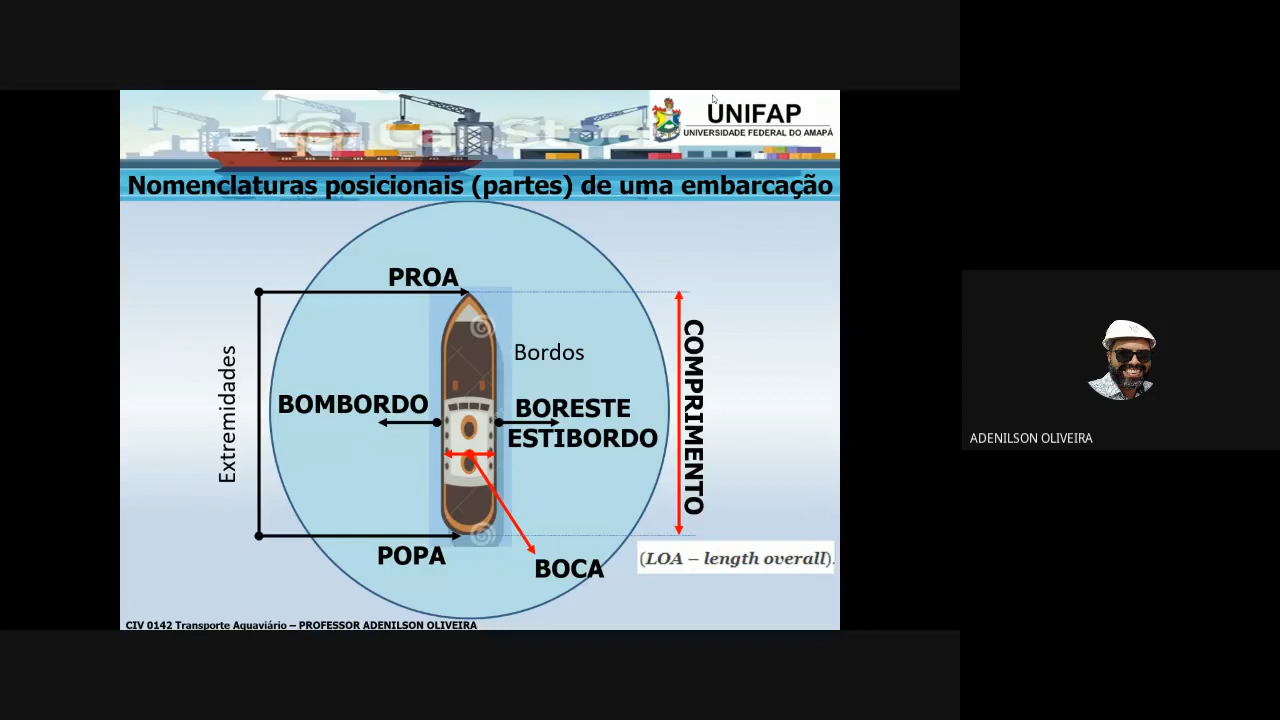 UNIFAP
UNIVERSIDADE FEDERAL DO AMAPÁ
Nomenclaturas posicionais (partes) de uma embarcação
PROA
Bordos
Extremidades
COMPRIMENTO
BOMBORDO
BORESTE
ESTIBORDO
POPA
BOCA
(LOA – length overall).
CIV 0142 Transporte Aquaviário – PROFESSOR ADENILSON OLIVEIRA
ADENILSON OLIVEIRA